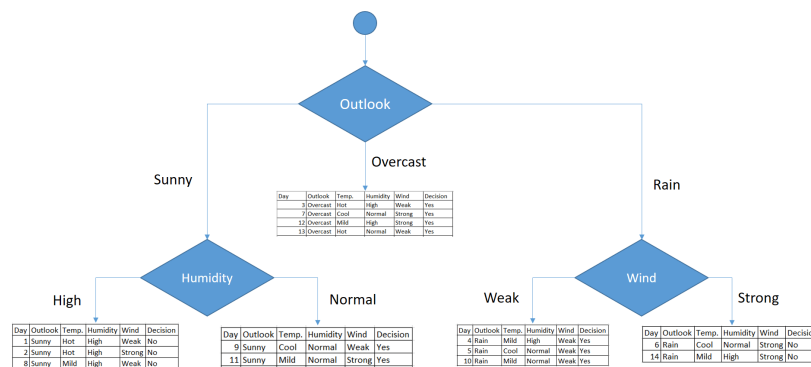 Outlook
Overcast
Sunny
Rain
Day Outlook Temp. Humidity Wind Decision
3 Overcast Hot High Weak Yes
7 Overcast Cool Normal Strong Yes
12 Overcast Mild High Strong Yes
13 Overcast Hot Normal Weak Yes
Humidity
Wind
High
Normal
Weak
Strong
Day Outlook Temp. Humidity Wind Decision
1 Sunny Hot High Weak No
2 Sunny Hot High Strong No
8 Sunny Mild High Weak No
Day Outlook Temp. Humidity Wind Decision
9 Sunny Cool Normal Weak Yes
11 Sunny Mild Normal Strong Yes
Day Outlook Temp. Humidity Wind Decision
4 Rain Mild High Weak Yes
5 Rain Cool Normal Weak Yes
10 Rain Mild Normal Weak Yes
Day Outlook Temp. Humidity Wind Decision
6 Rain Cool Normal Strong No
14 Rain Mild High Strong No